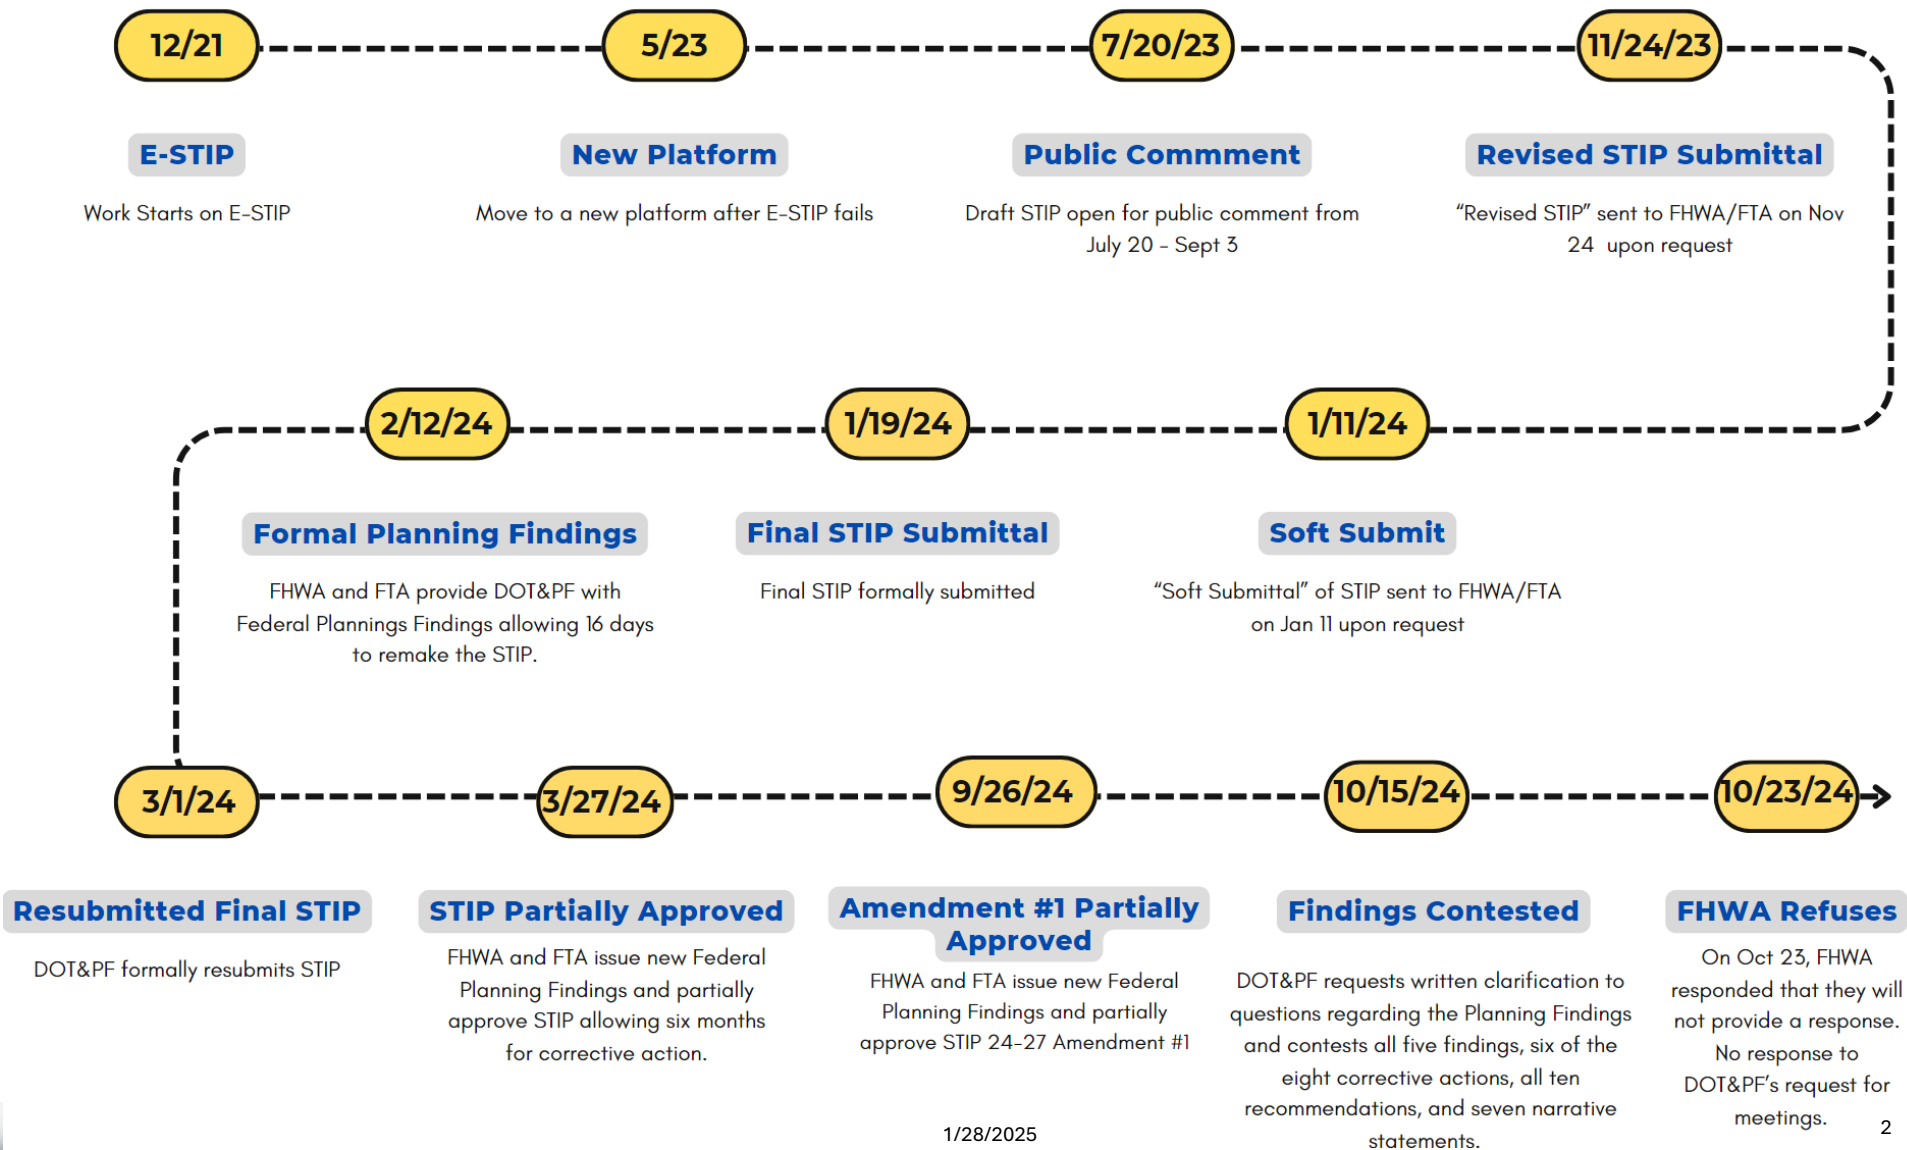 12/21
5/23
7/20/23
11/24/23
E-STIP
Work Starts on E-STIP
New Platform
Move to a new platform after E-STIP fails
Public Commment
Draft STIP open for public comment from
July 20 - Sept 3
Revised STIP Submittal
“Revised STIP” sent to FHWA/FTA on Nov
24 upon request
1/11/24
1/19/24
2/12/24
Soft Submit
“Soft Submittal” of STIP sent to FHWA/FTA
on Jan 11 upon request
Final STIP Submittal
Final STIP formally submitted
Formal Planning Findings
FHWA and FTA provide DOT&PF with
Federal Plannings Findings allowing 16 days
to remake the STIP.
3/1/24
3/27/24
9/26/24
10/15/24
10/23/24
Resubmitted Final STIP
DOT&PF formally resubmits STIP
STIP Partially Approved
FHWA and FTA issue new Federal
Planning Findings and partially
approve STIP allowing six months
for corrective action.
Amendment #1 Partially
Approved
FHWA and FTA issue new Federal
Planning Findings and partially
approve STIP 24-27 Amendment #1
Findings Contested
DOT&PF requests written clarification to
questions regarding the Planning Findings
and contests all five findings, six of the
eight corrective actions, all ten
recommendations, and seven narrative
statements.
FHWA Refuses
On Oct 23, FHWA
responded that they will
not provide a response.
No response to
DOT&PF’s request for
meetings.
1/28/2025
2